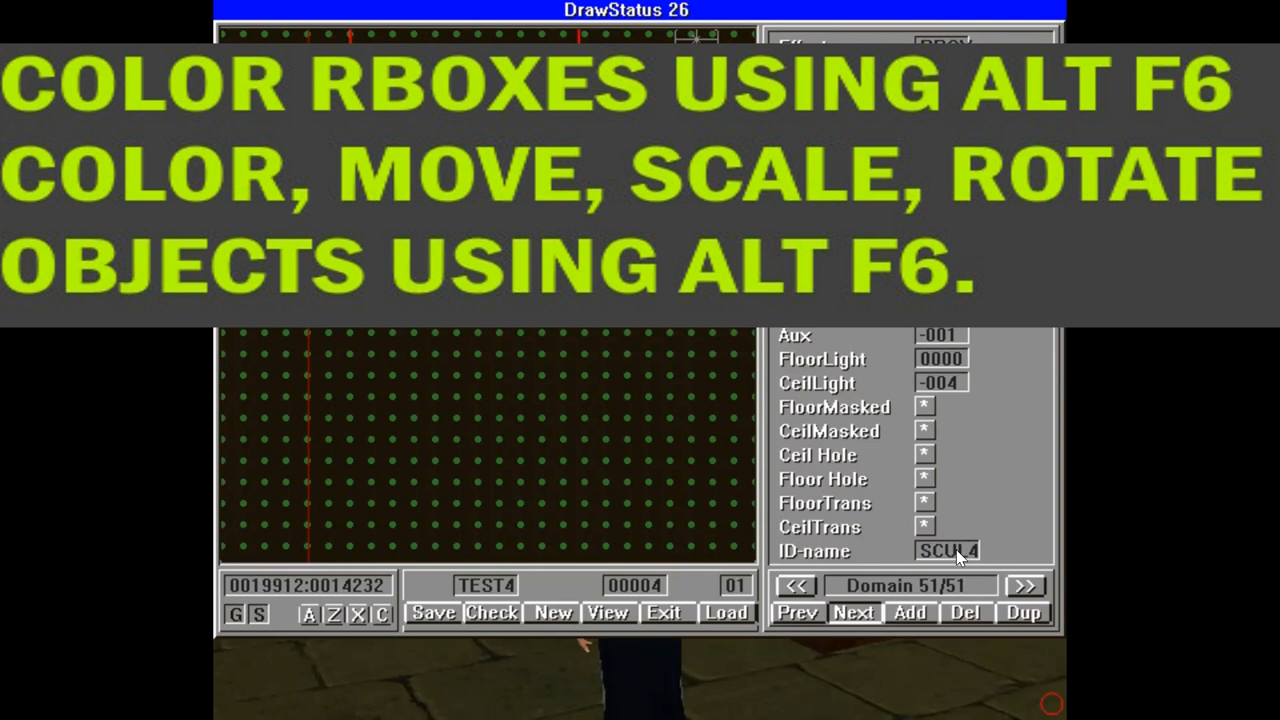 DrawStatus 26
COLOR RBOXES USING ALT F6
COLOR, MOVE, SCALE, ROTATE
OBJECTS USING ALT F6.
Aux -001
FloorLight 0000
CeilLight -004
FloorMasked *
CeilMasked *
Ceil Hole *
Floor Hole *
FloorTrans *
CeilTrans *
ID-name SCUL4
0019912:0014232 TEST4 00004 01 << Domain 51/51 >>
G S A Z X C Save Check New View Exit Load Prev Next Add Del Dup